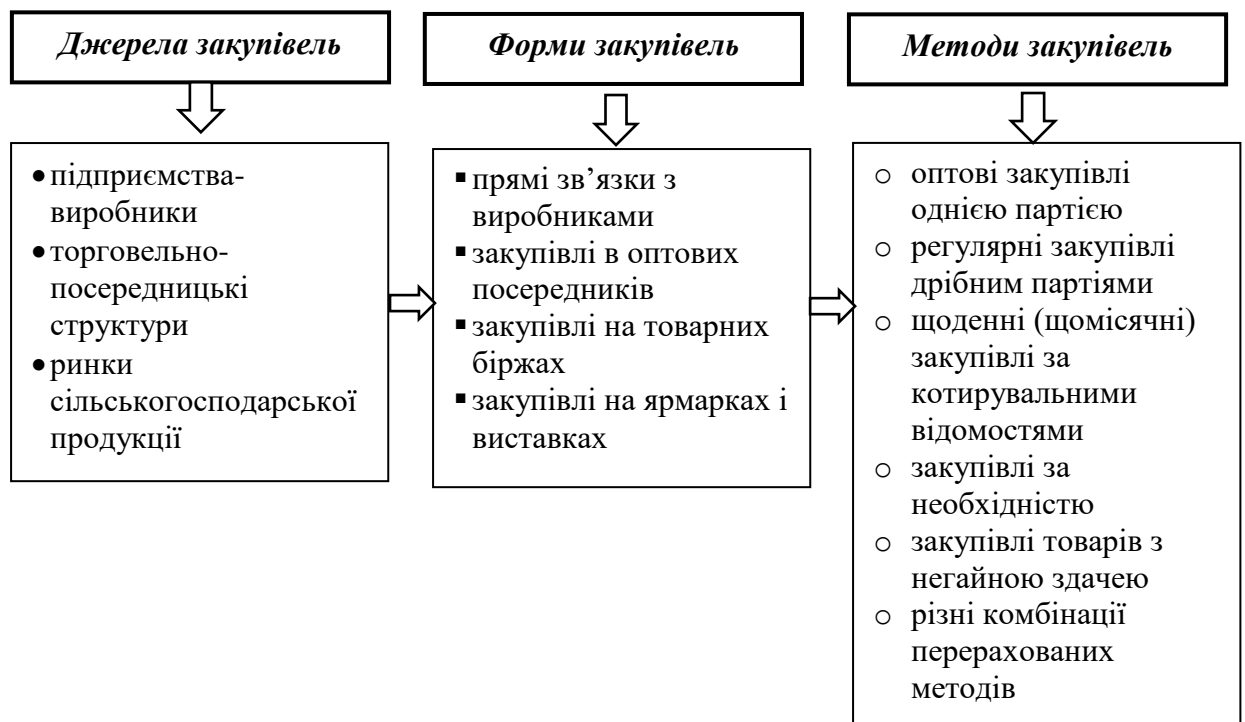 Джерела закупівель
Форми закупівель
Методи закупівель
• підприємства-
виробники
• торговельно-
посередницькі
структури
• ринки
сільськогосподарської
продукції
▪ прямі зв’язки з
виробниками
▪ закупівлі в оптових
посередників
▪ закупівлі на товарних
біржах
▪ закупівлі на ярмарках і
виставках
o оптові закупівлі
однією партією
o регулярні закупівлі
дрібним партіями
o щоденні (щомісячні)
закупівлі за
котирувальними
відомостями
o закупівлі за
необхідністю
o закупівлі товарів з
негайною здачею
o різні комбінації
перерахованих
методів